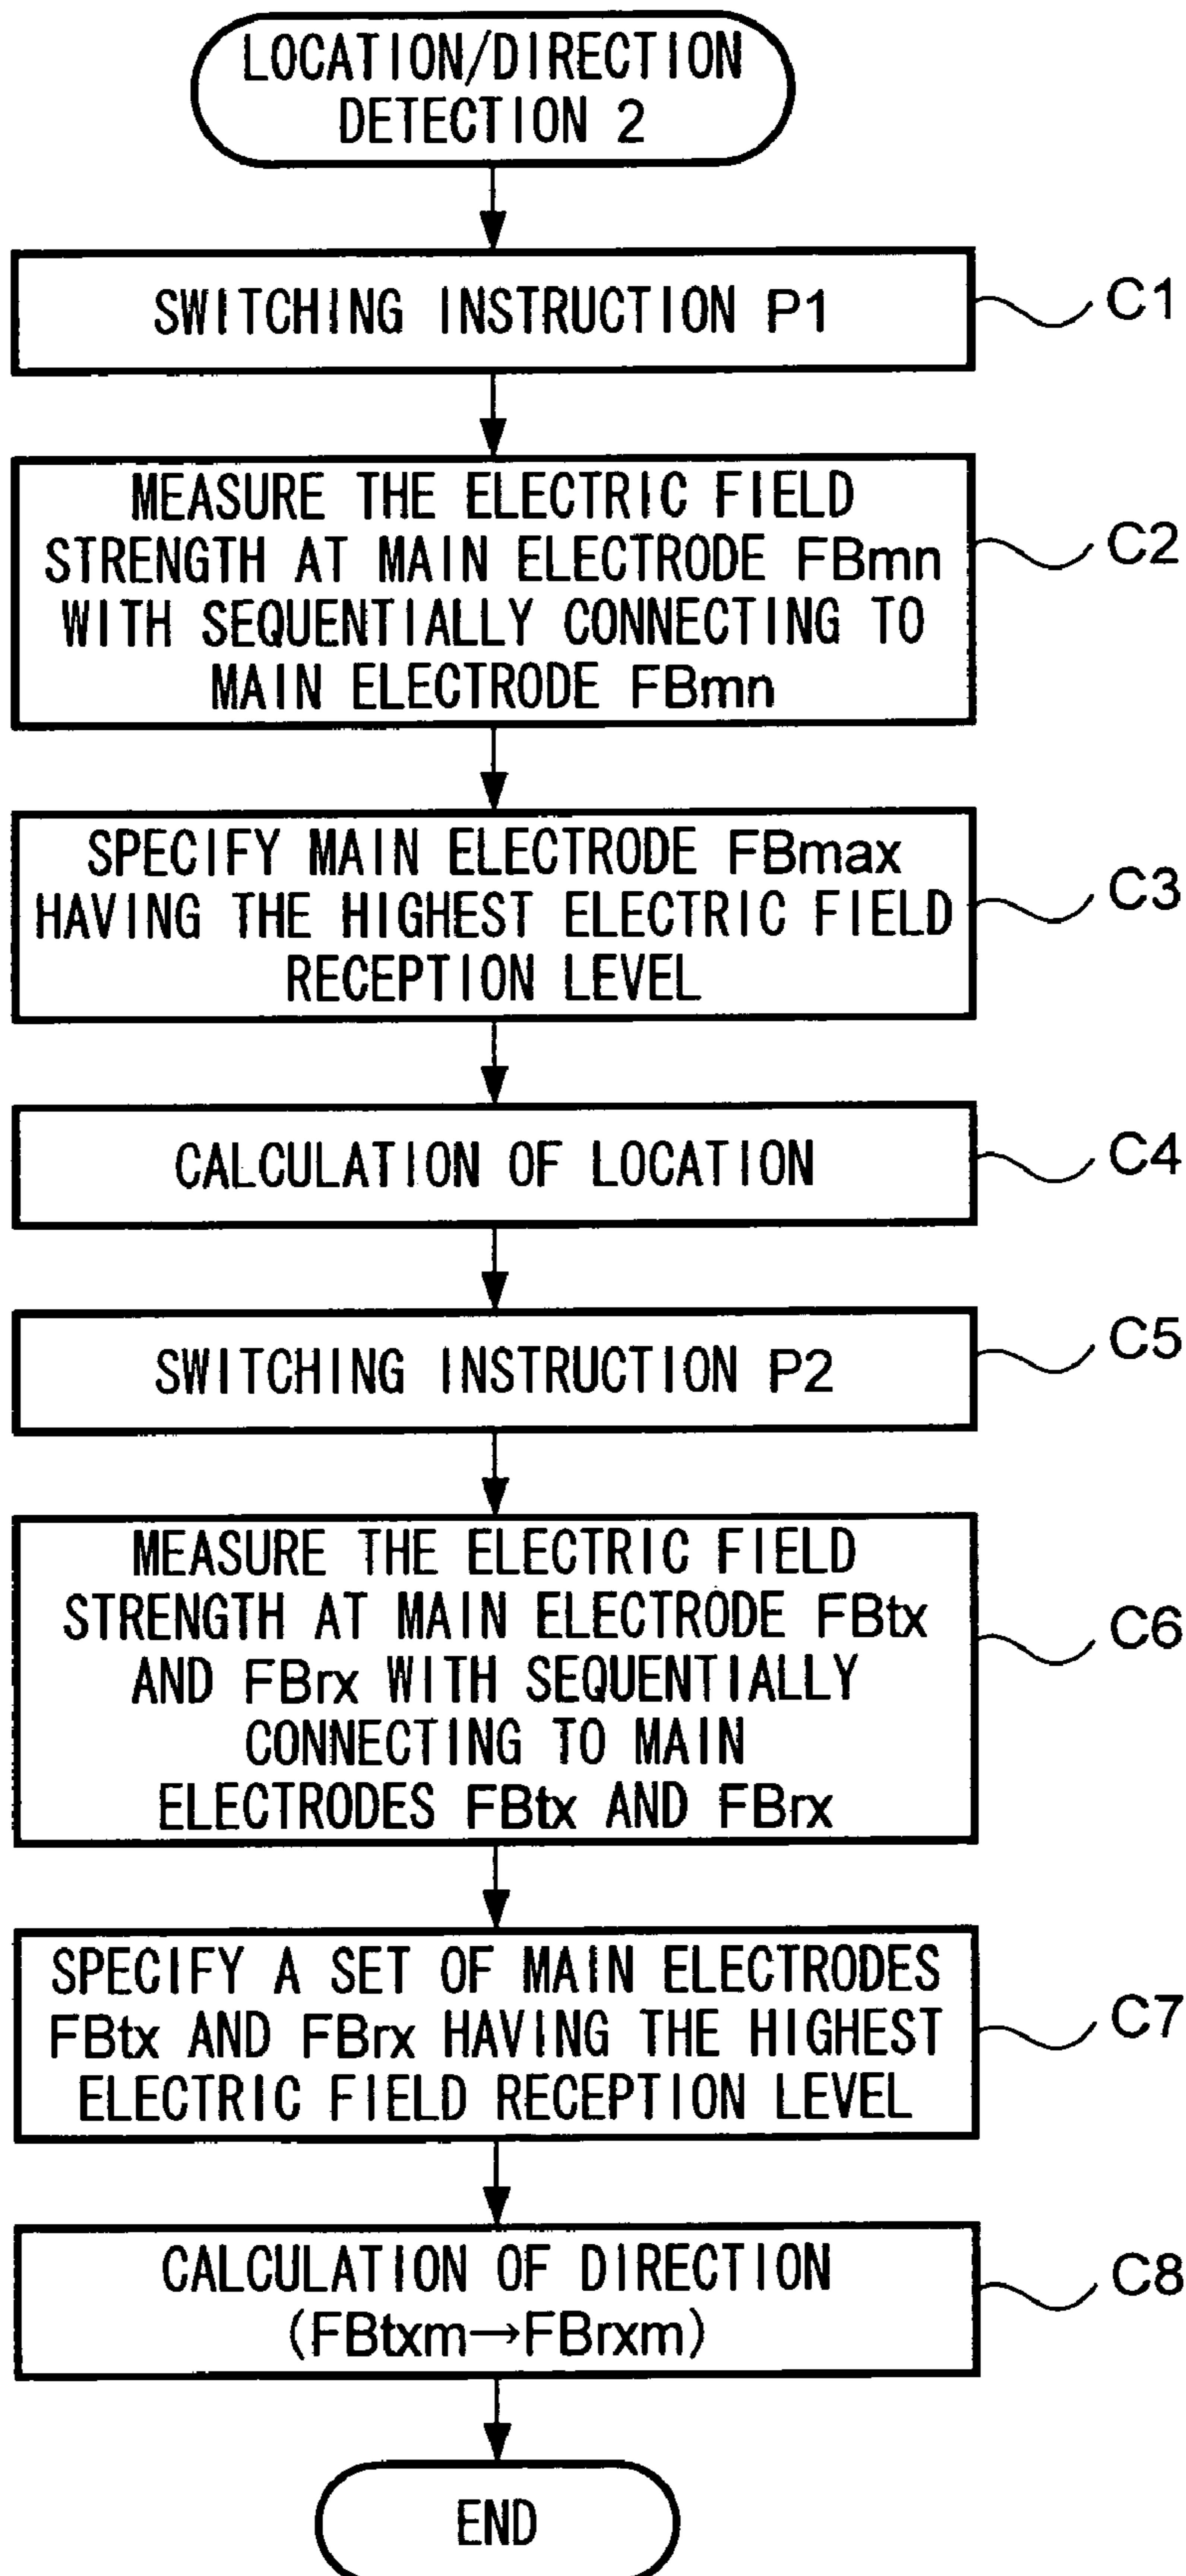 LOCATION/DIRECTION
DETECTION 2
SWITCHING INSTRUCTION P1
C1
MEASURE THE ELECTRIC FIELD
STRENGTH AT MAIN ELECTRODE FBmn
WITH SEQUENTIALLY CONNECTING TO
MAIN ELECTRODE FBmn
C2
SPECIFY MAIN ELECTRODE FBmax
HAVING THE HIGHEST ELECTRIC FIELD
RECEPTION LEVEL
C3
CALCULATION OF LOCATION
C4
SWITCHING INSTRUCTION P2
C5
MEASURE THE ELECTRIC FIELD
STRENGTH AT MAIN ELECTRODE FBtx
AND FBrx WITH SEQUENTIALLY
CONNECTING TO MAIN
ELECTRODES FBtx AND FBrx
C6
SPECIFY A SET OF MAIN ELECTRODES
FBtx AND FBrx HAVING THE HIGHEST
ELECTRIC FIELD RECEPTION LEVEL
C7
CALCULATION OF DIRECTION
(FBtxm→FBrxm)
C8
END